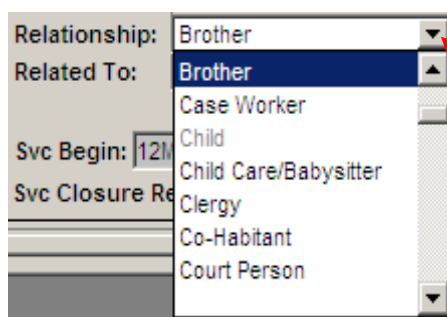 Relationship: Brother
Related To: Brother
Case Worker
Child
Svc Begin: 12M
Child Care/Babysitter
Svc Closure Re
Clergy
Co-Habitant
Court Person